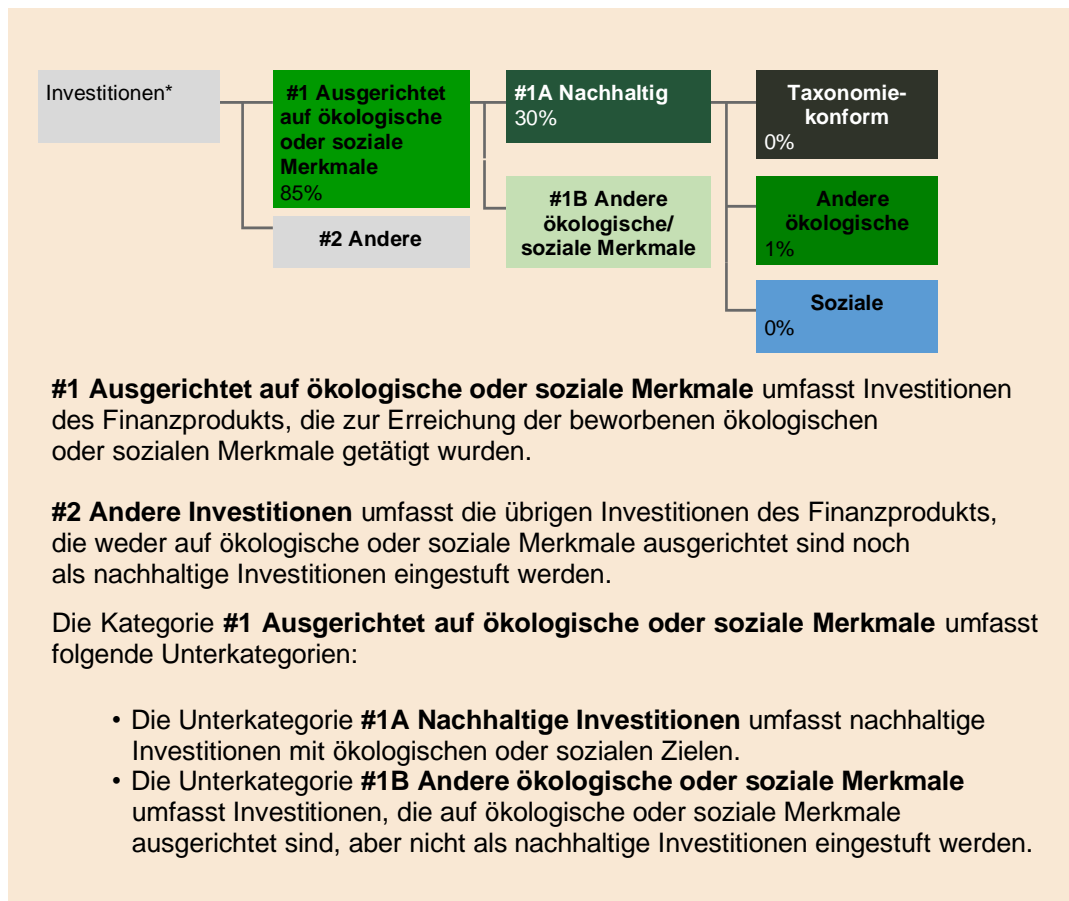 Investitionen*
#1 Ausgerichtet
auf ökologische
oder soziale
Merkmale
85%
#2 Andere
#1A Nachhaltig
30%
#1B Andere
ökologische/
soziale Merkmale
Taxonomie-
konform
0%
Andere
ökologische
1%
Soziale
0%
#1 Ausgerichtet auf ökologische oder soziale Merkmale umfasst Investitionen
des Finanzprodukts, die zur Erreichung der beworbenen ökologischen
oder sozialen Merkmale getätigt wurden.
#2 Andere Investitionen umfasst die übrigen Investitionen des Finanzprodukts,
die weder auf ökologische oder soziale Merkmale ausgerichtet sind noch
als nachhaltige Investitionen eingestuft werden.
Die Kategorie #1 Ausgerichtet auf ökologische oder soziale Merkmale umfasst
folgende Unterkategorien:
• Die Unterkategorie #1A Nachhaltige Investitionen umfasst nachhaltige
Investitionen mit ökologischen oder sozialen Zielen.
• Die Unterkategorie #1B Andere ökologische oder soziale Merkmale
umfasst Investitionen, die auf ökologische oder soziale Merkmale
ausgerichtet sind, aber nicht als nachhaltige Investitionen eingestuft werden.